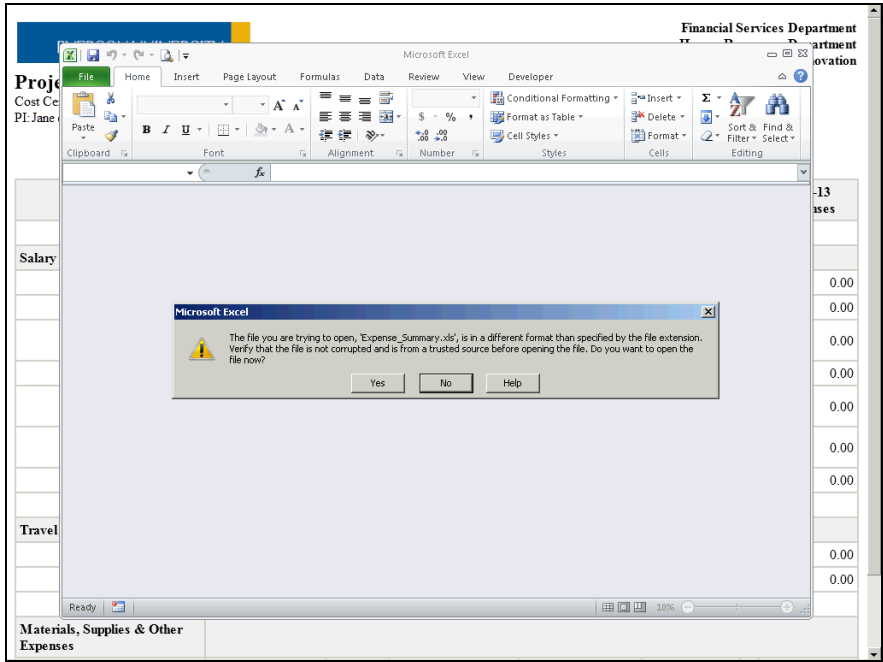 Financial Services Department
Microsoft Excel
ovation
Proje
File Home Insert Page Layout Formulas Data Review View Developer
Cost Ce
PI: Jane
Paste
Conditional Formatting
Format as Table
Cell Styles
Insert
Delete
Format
Sort & Filter
Find & Select
Clipboard Font Alignment Number Styles Cells Editing
-13
nses
Salary
0.00
0.00
Microsoft Excel
The file you are trying to open, 'Expense_Summary.xls', is in a different format than specified by the file extension.
Verify that the file is not corrupted and is from a trusted source before opening the file. Do you want to open the
file now?
Yes No Help
0.00
0.00
0.00
0.00
0.00
Travel
0.00
0.00
Ready 10%
Materials, Supplies & Other
Expenses